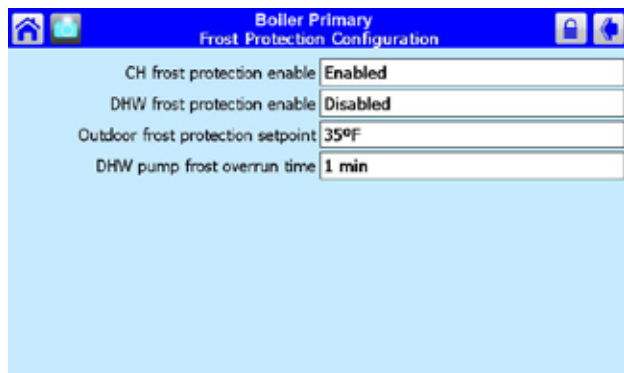 Boiler Primary
Frost Protection Configuration
CH frost protection enable Enabled
DHW frost protection enable Disabled
Outdoor frost protection setpoint 35ºF
DHW pump frost overrun time 1 min